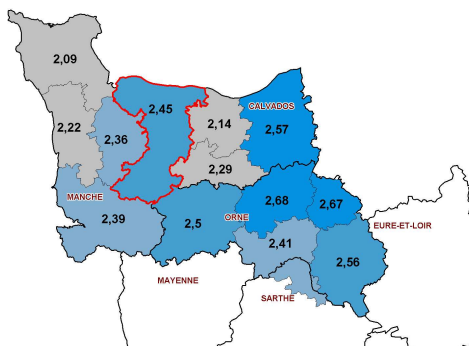 2,09
2,45
CALVADOS
2,22
2,36
2,14
2,57
2,29
MANCHE
2,68
2,67
2,39
2,5
ORNE
EURE-ET-LOIR
2,41
2,56
MAYENNE
SARTHE